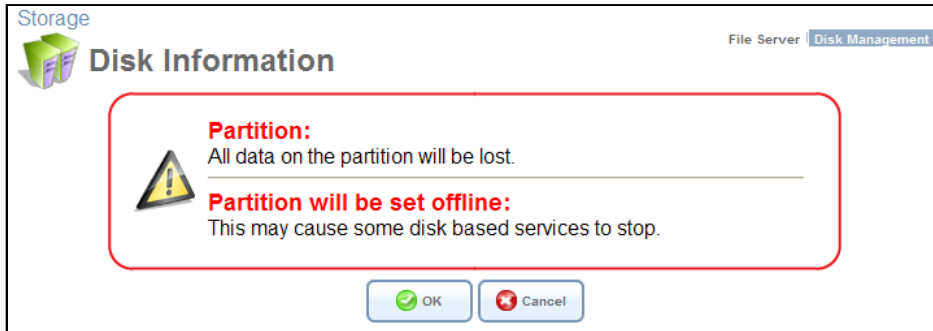 Storage
File Server | Disk Management
Disk Information
Partition:
All data on the partition will be lost.
Partition will be set offline:
This may cause some disk based services to stop.
OK Cancel